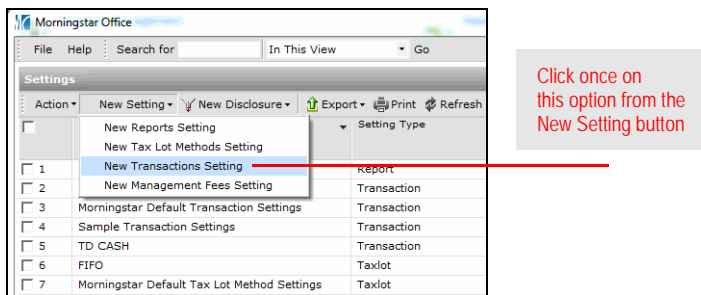 Morningstar Office
File Help Search for In This View Go
Settings
Action New Setting New Disclosure Export Print Refresh
New Reports Setting
New Tax Lot Methods Setting
New Transactions Setting
New Management Fees Setting
Setting Type
1 Report
2 Transaction
3 Morningstar Default Transaction Settings Transaction
4 Sample Transaction Settings Transaction
5 TD CASH Transaction
6 FIFO Taxlot
7 Morningstar Default Tax Lot Method Settings Taxlot
Click once on
this option from the
New Setting button